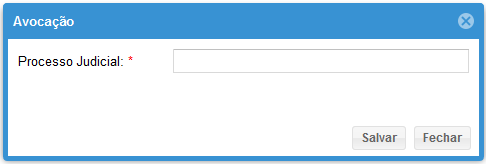 Avocação
Processo Judicial: *
Salvar Fechar